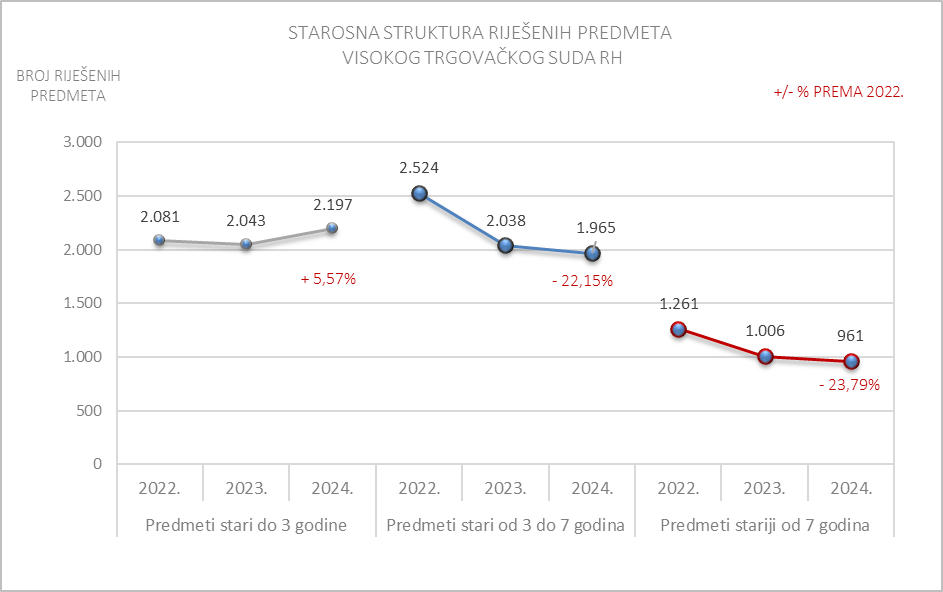 STAROSNA STRUKTURA RIJEŠENIH PREDMETA
VISOKOG TRGOVAČKOG SUDA RH
BROJ RIJEŠENIH
PREDMETA
+/- % PREMA 2022.
3.000
2.500
2.000
1.500
1.000
500
0
2.081
2.043
2.197
+ 5,57%
2.524
2.038
1.965
- 22,15%
1.261
1.006
961
- 23,79%
2022. 2023. 2024. 2022. 2023. 2024. 2022. 2023. 2024.
Predmeti stari do 3 godine Predmeti stari od 3 do 7 godina Predmeti stariji od 7 godina